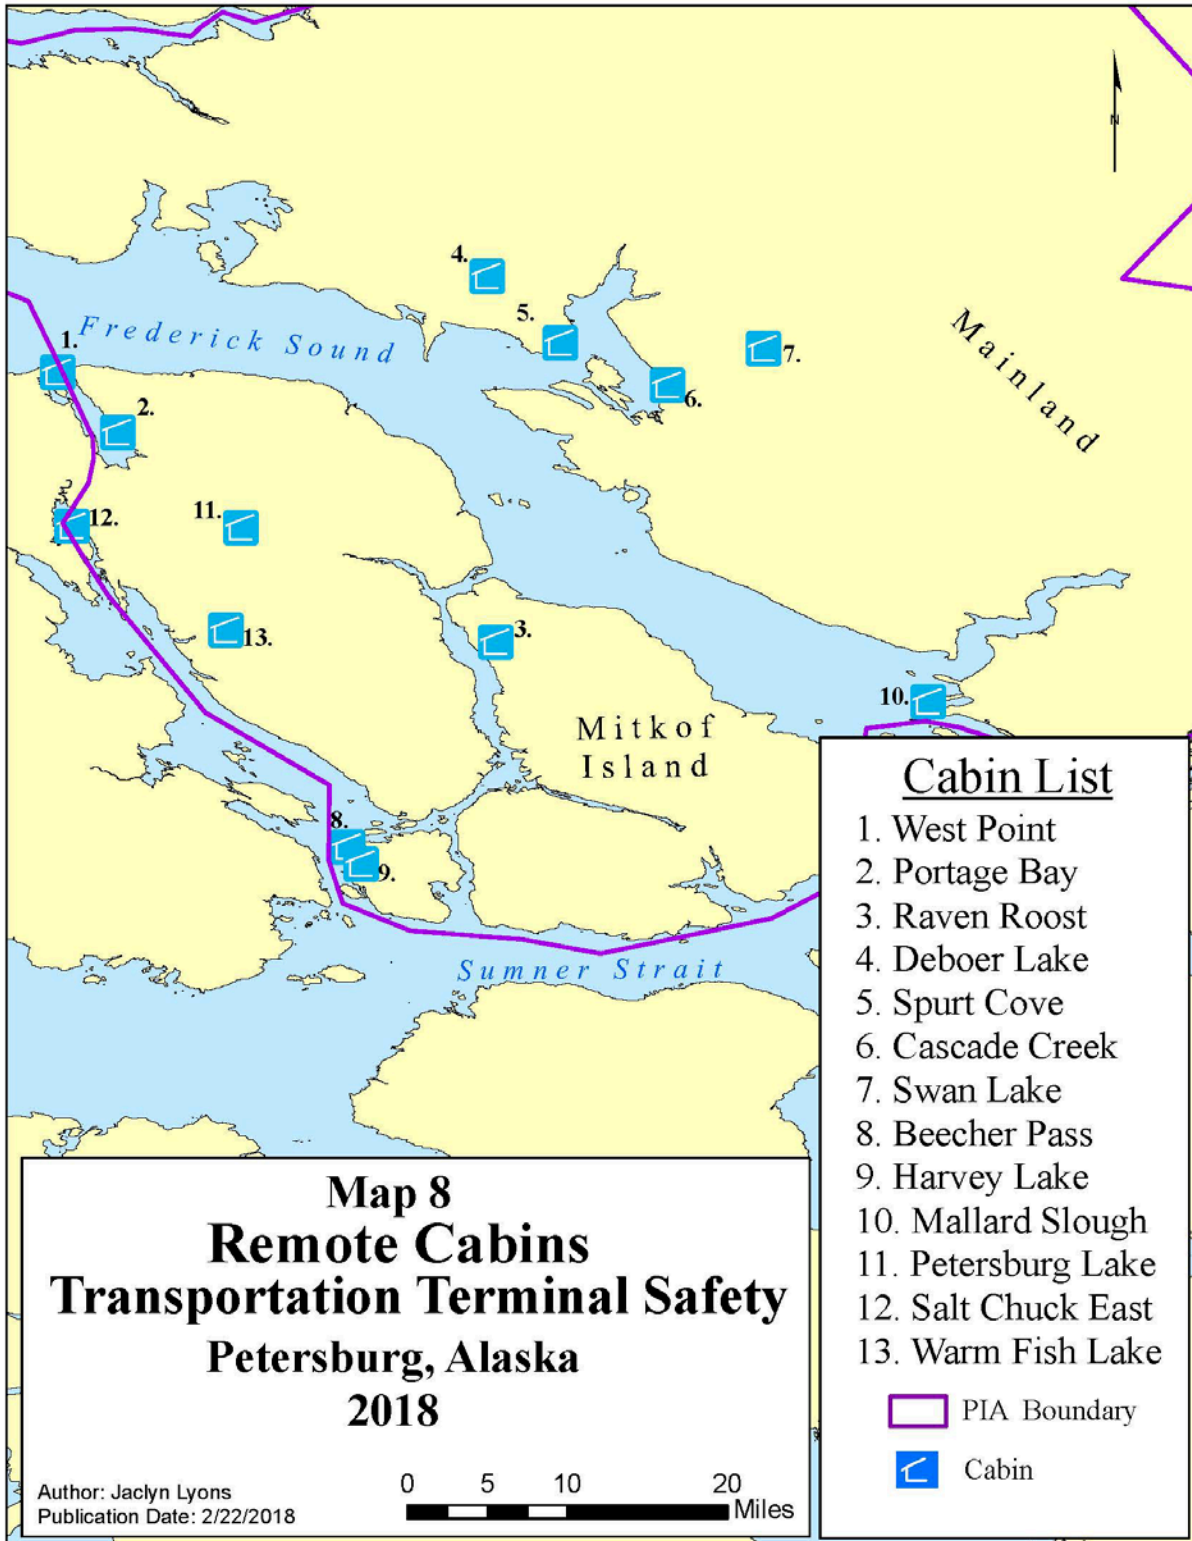 N
4.
5.
Frederick Sound
1.
7.
6.
Mainland
2.
12.
11.
13.
3.
10.
Mitkof
Island
8.
9.
Sumner Strait
Cabin List
1. West Point
2. Portage Bay
3. Raven Roost
4. Deboer Lake
5. Spurt Cove
6. Cascade Creek
7. Swan Lake
8. Beecher Pass
9. Harvey Lake
10. Mallard Slough
11. Petersburg Lake
12. Salt Chuck East
13. Warm Fish Lake
PIA Boundary
Cabin
Map 8
Remote Cabins
Transportation Terminal Safety
Petersburg, Alaska
2018
Author: Jaclyn Lyons
Publication Date: 2/22/2018
0 5 10 20
Miles